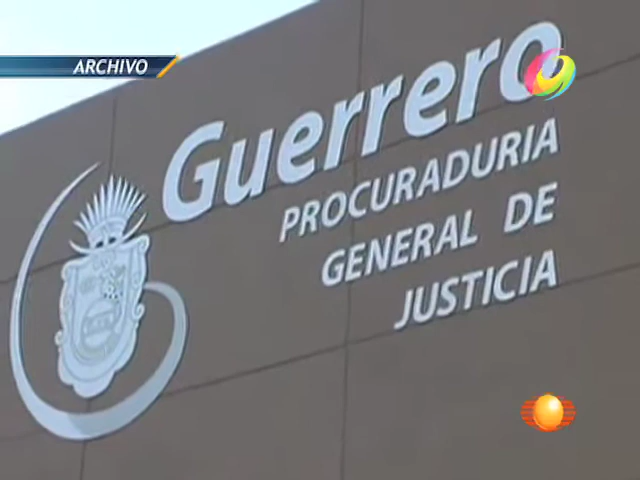 ARCHIVO
Guerrero
PROCURADURIA
GENERAL DE
JUSTICIA